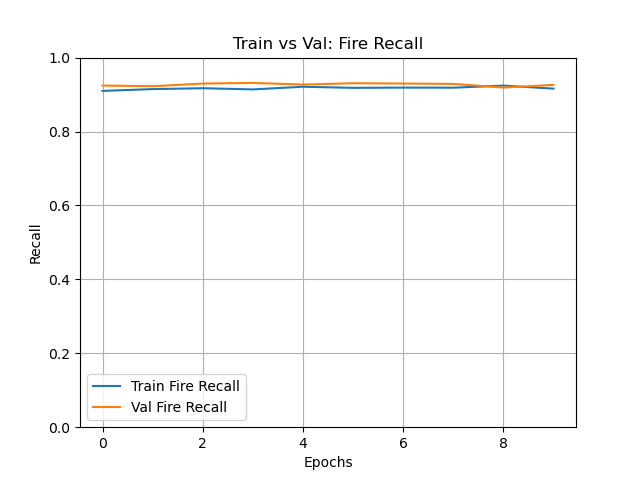 Train vs Val: Fire Recall
1.0
0.8
0.6
0.4
0.2
0.0
Recall
Train Fire Recall
Val Fire Recall
0 2 4 6 8
Epochs